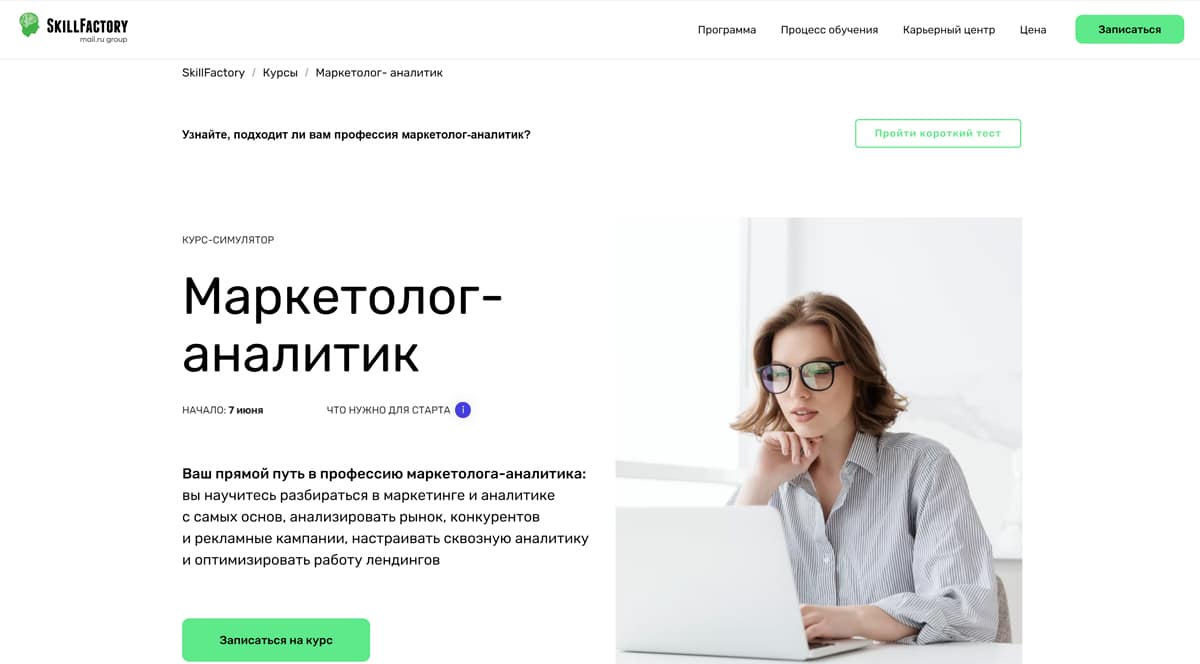 SKILLFACTORY
mail.ru group
Программа Процесс обучения Карьерный центр Цена Записаться
SkillFactory / Курсы / Маркетолог- аналитик
Узнайте, подходит ли вам профессия маркетолог-аналитик?
Пройти короткий тест
КУРС-СИМУЛЯТОР
Маркетолог-
аналитик
НАЧАЛО: 7 июня ЧТО НУЖНО ДЛЯ СТАРТА i
Ваш прямой путь в профессию маркетолога-аналитика:
вы научитесь разбираться в маркетинге и аналитике
с самых основ, анализировать рынок, конкурентов
и рекламные кампании, настраивать сквозную аналитику
и оптимизировать работу лендингов
Записаться на курс